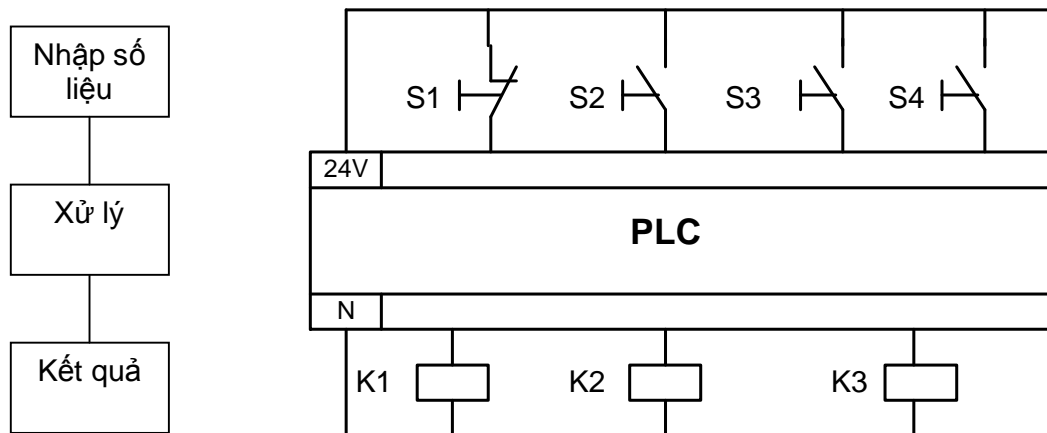 Nhập số
liệu
Xử lý
Kết quả
S1
S2
S3
S4
24V
PLC
N
K1
K2
K3